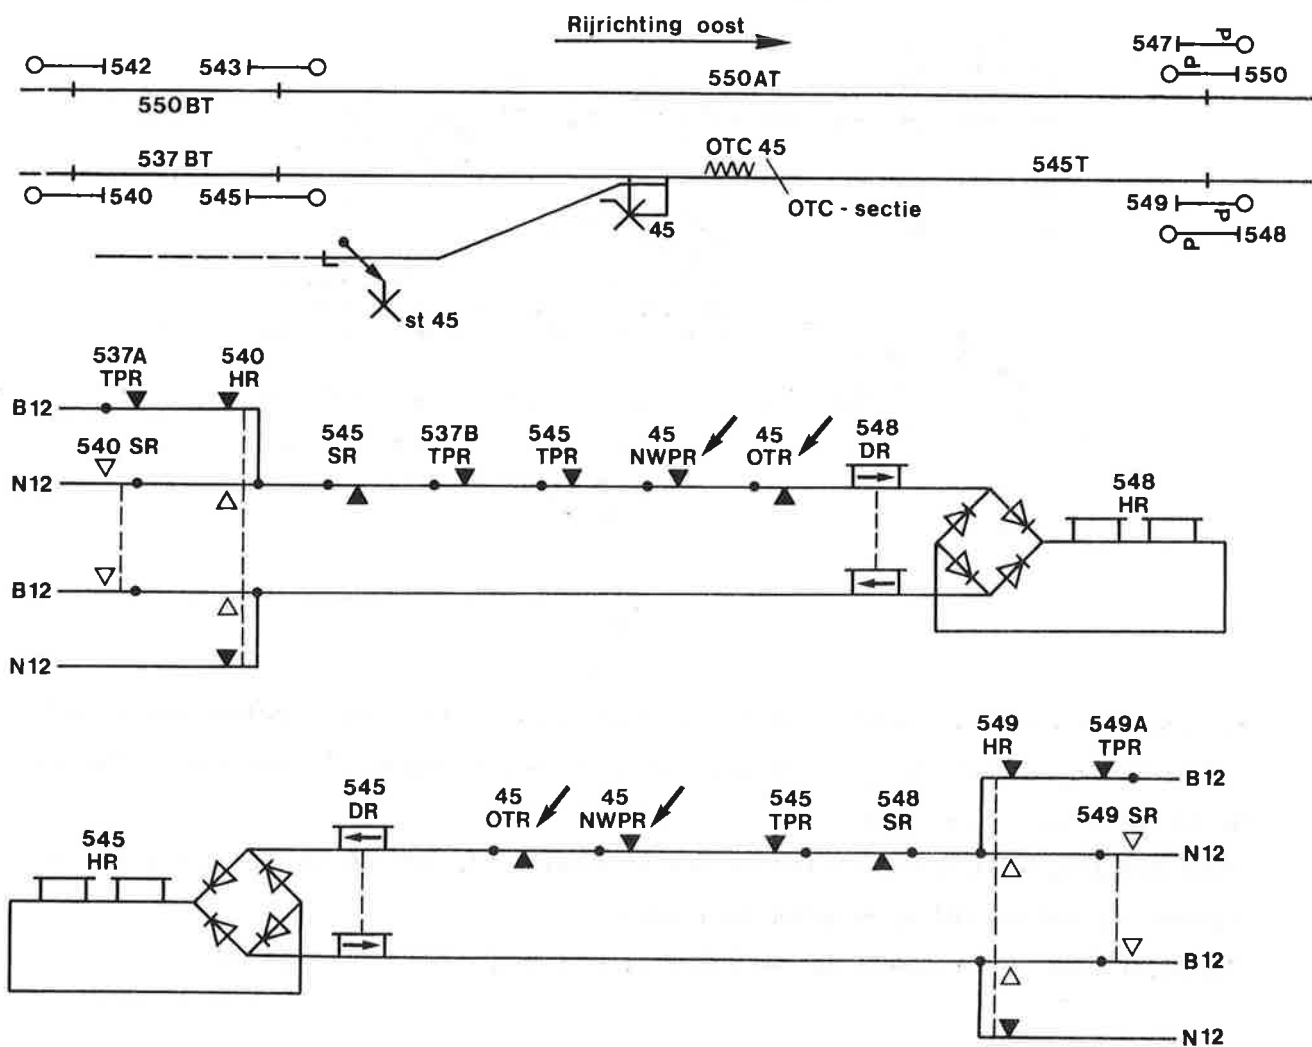 Rijrichting oost
547 P
542 543 550AT P 550
550BT
537 BT OTC 45 545T
540 545 OTC - sectie 549 P
45 P 548
st 45
537A 540
TPR HR
B12
540 SR 545 537B 545 45 45 548
SR TPR TPR NWPR OTR DR
N12 548
HR
B12
N12
549 549A
HR TPR
545 45 45 545 548 B12
DR OTR NWPR TPR SR 549 SR
545 N12
HR
B12
N12